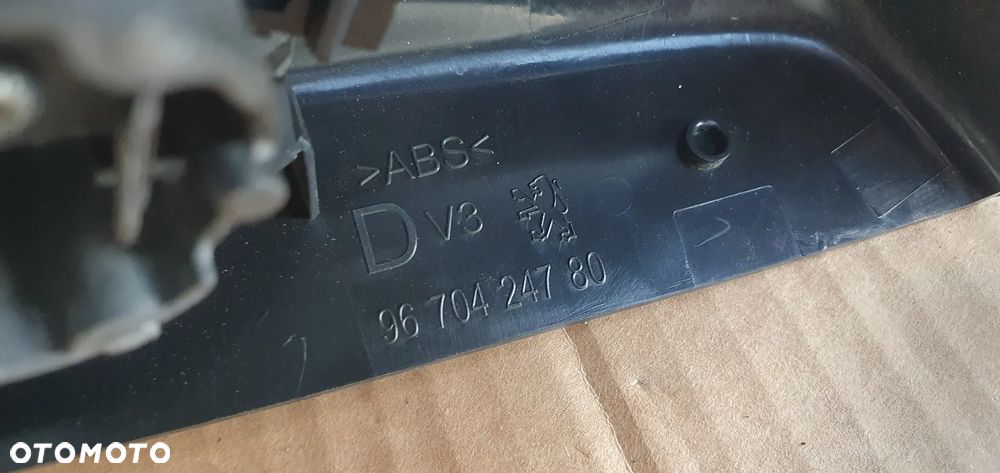 >ABS<
D V3
96 704 247 80
OTOMOTO